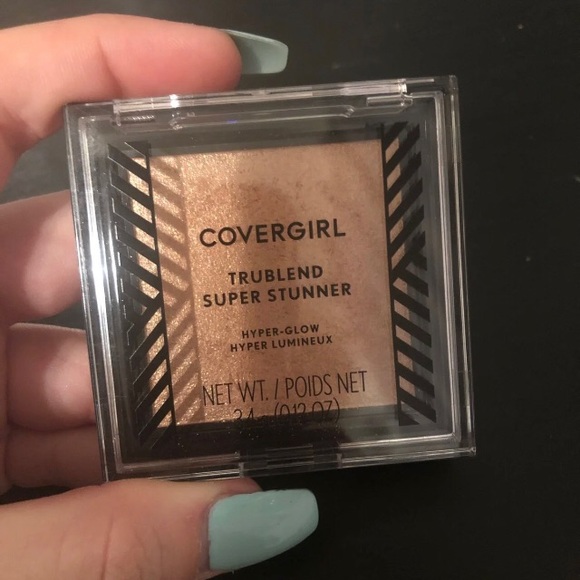 COVERGIRL
TRUBLEND
SUPER STUNNER
HYPER-GLOW
HYPER LUMINEUX
NET WT. / POIDS NET